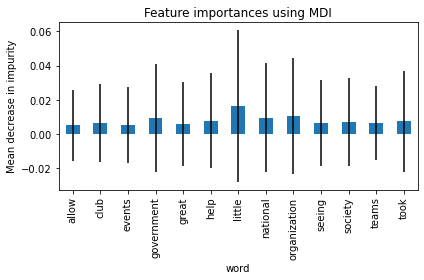 Feature importances using MDI
Mean decrease in impurity
0.06
0.04
0.02
0.00
−0.02
allow
club
events
government
great
help
little
national
organization
seeing
society
teams
took
word